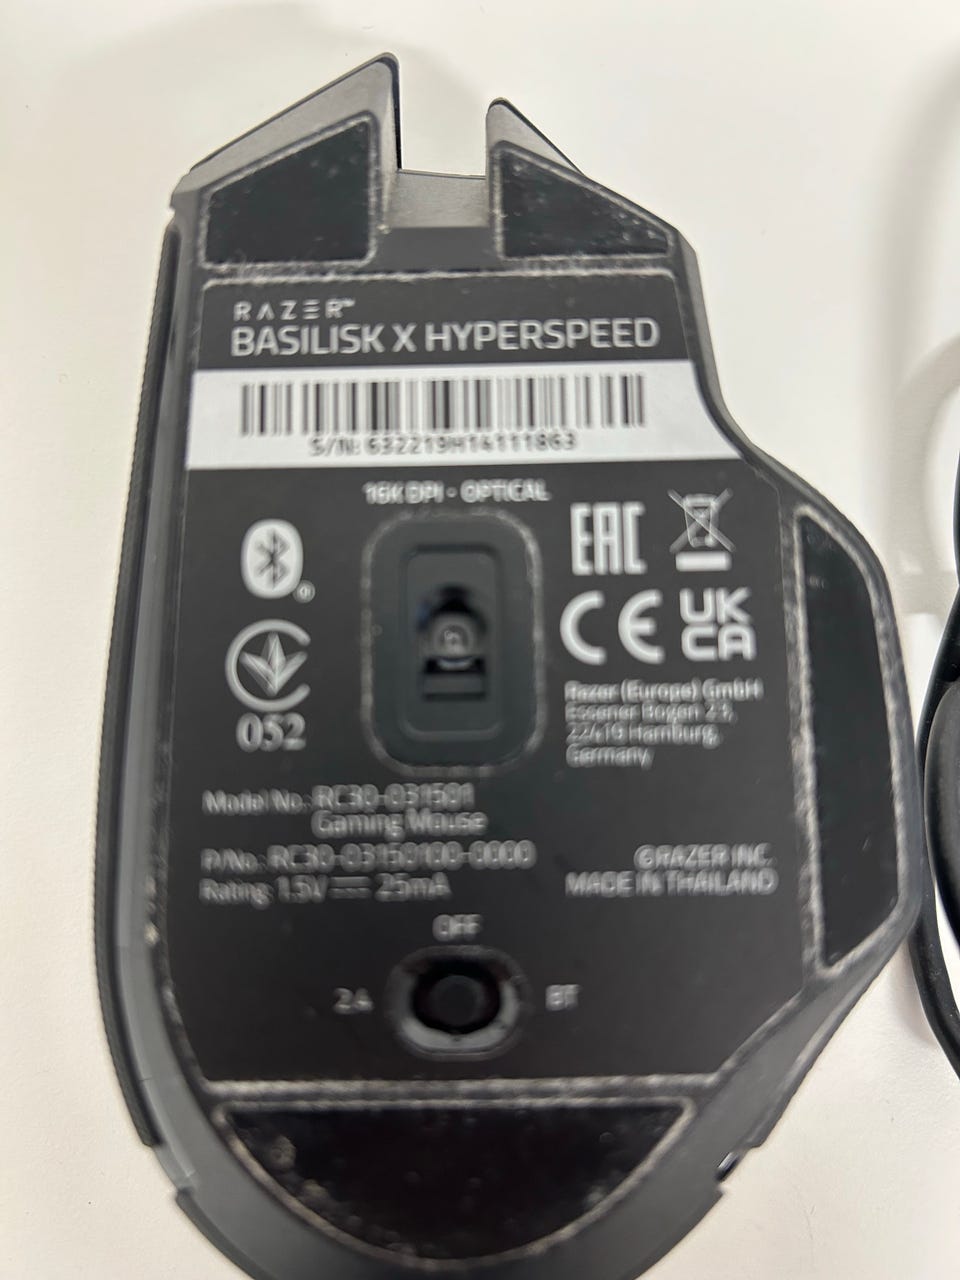 RAZER™
BASILISK X HYPERSPEED
S/N: 632219H14111863
16K DPI - OPTICAL
EAC
CE
UK
CA
052
Razer (Europe) GmbH
Essener Bogen 23,
22419 Hamburg,
Germany
Model No.: RC30-031501
Gaming Mouse
P/No.: RC30-03150100-0000
Rating: 1.5V ⎓ 25mA
©RAZER INC.
MADE IN THAILAND
OFF
BT